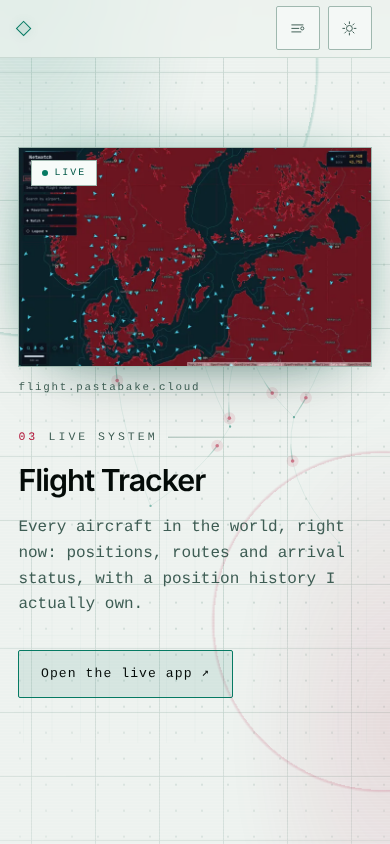 LIVE
flight.pastabake.cloud
03 LIVE SYSTEM
Flight Tracker
Every aircraft in the world, right
now: positions, routes and arrival
status, with a position history I
actually own.
Open the live app ↗